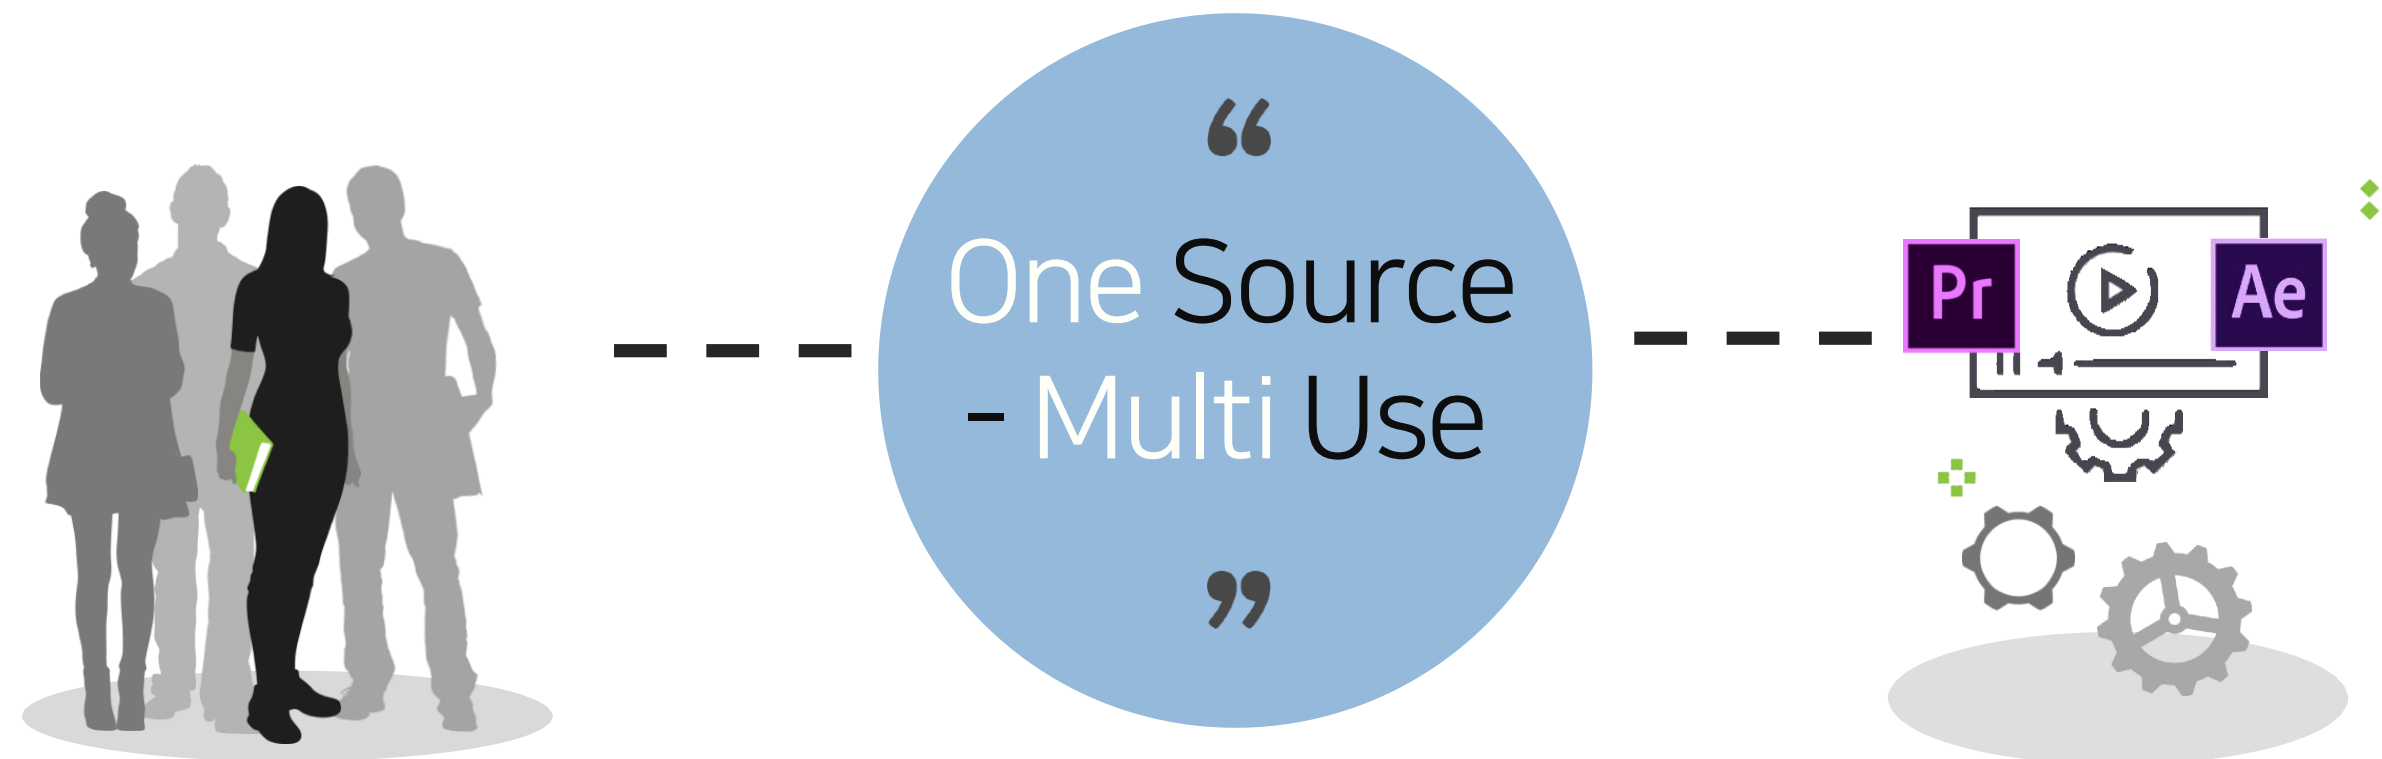 “
One Source
- Multi Use
”
Pr
Ae